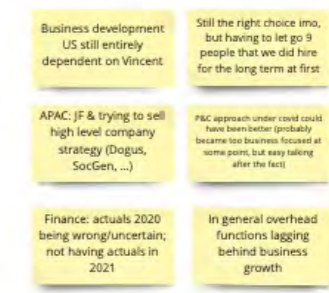 Business development
US still entirely
dependent on Vincent
Still the right choice imo,
but having to let go 9
people that we did hire
for the long term at first
APAC: JF & trying to sell
high level company
strategy (Dogus,
SocGen, ...)
P&C approach under covid could
have been better (probably
became too business focused at
some point, but easy talking
after the fact)
Finance: actuals 2020
being wrong/uncertain;
not having actuals in
2021
In general overhead
functions lagging
behind business
growth